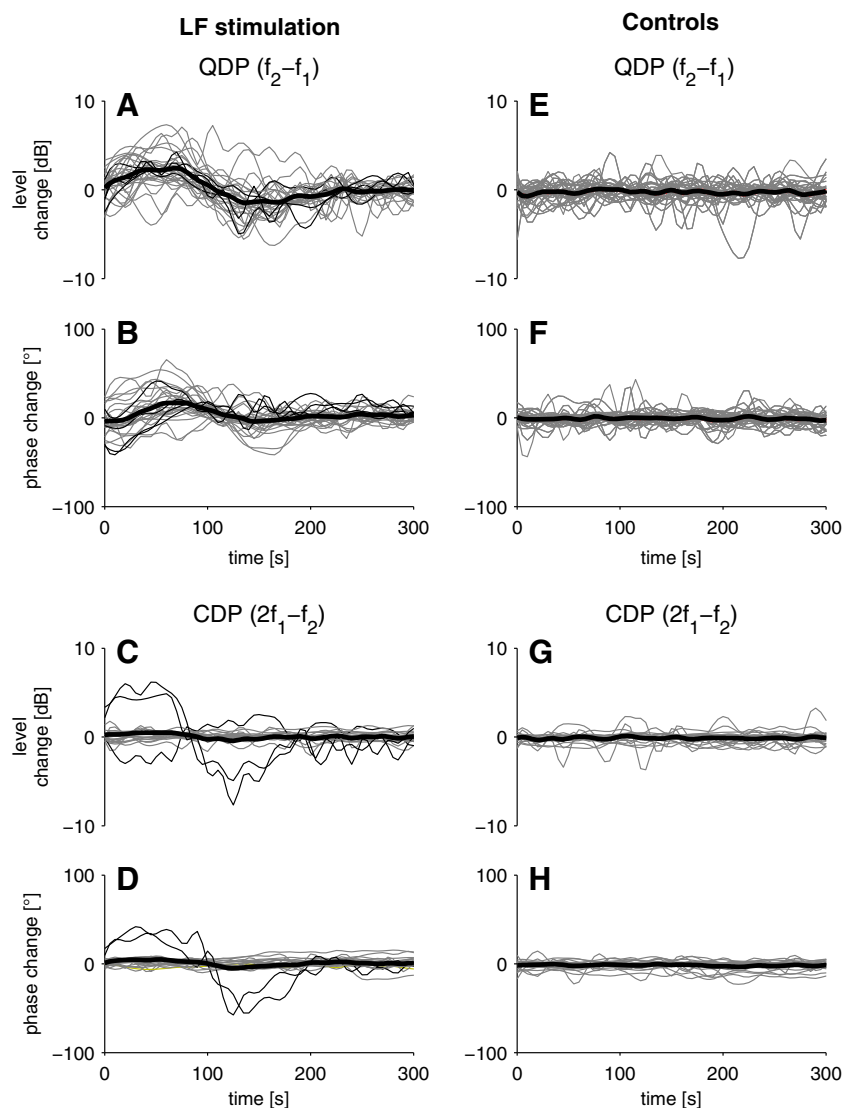 LF stimulation
Controls
QDP (f2−f1)
QDP (f2−f1)
A
10
0
−10
level
change [dB]
E
10
0
−10
B
100
0
−100
phase change [°]
0 100 200 300
time [s]
F
100
0
−100
0 100 200 300
time [s]
CDP (2f1−f2)
CDP (2f1−f2)
C
10
0
−10
level
change [dB]
G
10
0
−10
D
100
0
−100
phase change [°]
0 100 200 300
time [s]
H
100
0
−100
0 100 200 300
time [s]